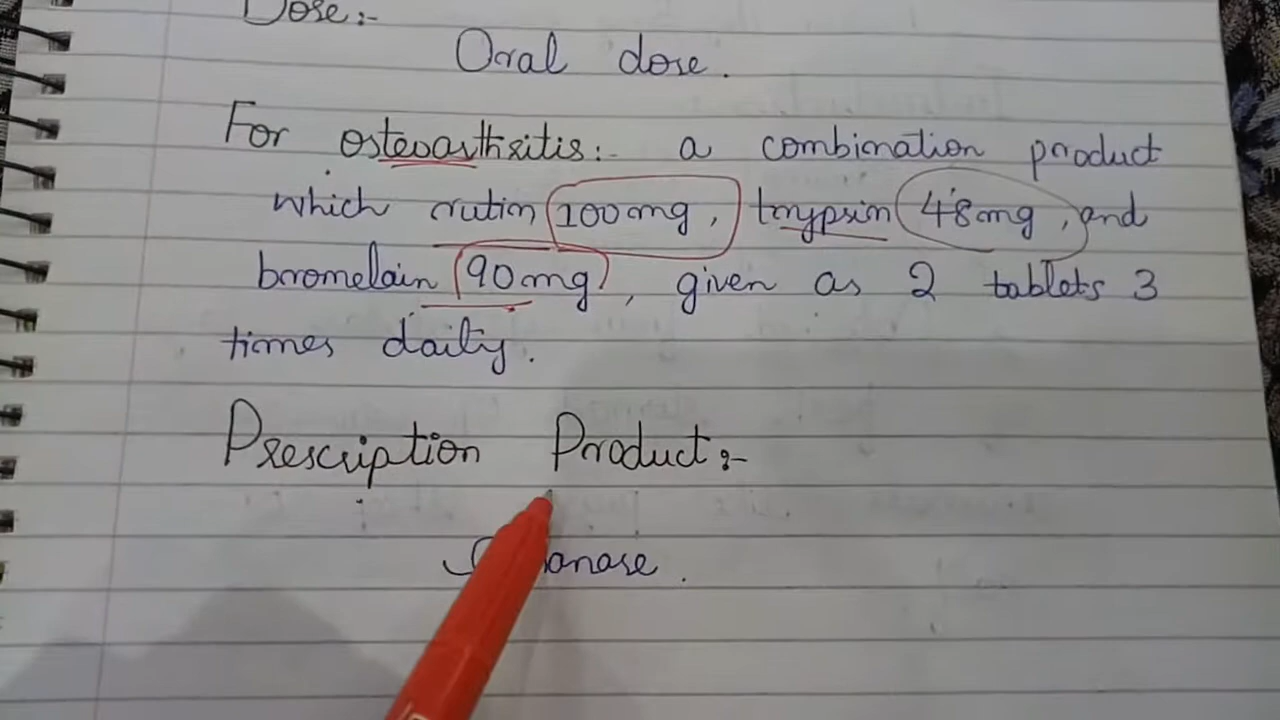 Dose:-
Oral dose.
For osteoarthritis:- a combination product
which rutin 100mg, trypsin 48mg, and
bromelain 90mg, given as 2 tablets 3
times daily.
Prescription Product:-